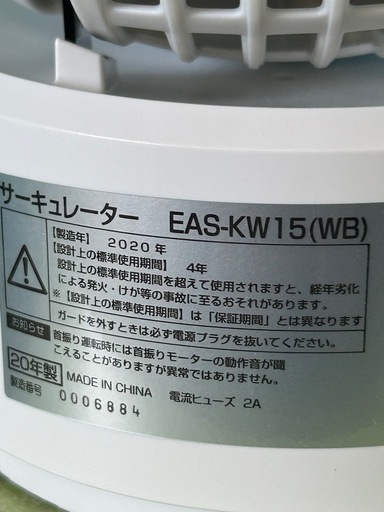 サーキュレーター EAS-KW15(WB)
【製造年】 2020 年
【設計上の標準使用期間】 4年
設計上の標準使用期間を超えて使用されますと、経年劣化
による発火・けが等の事故に至るおそれがあります。
※【設計上の標準使用期間】は「保証期間」とは異なります
ガードを外すときは必ず電源プラグを抜いてください。
お知らせ 首振り運転時には首振りモーターの動作音が聞
こえることがありますが異常ではありません。
20年製 MADE IN CHINA 電流ヒューズ 2A
製造番号 0006884